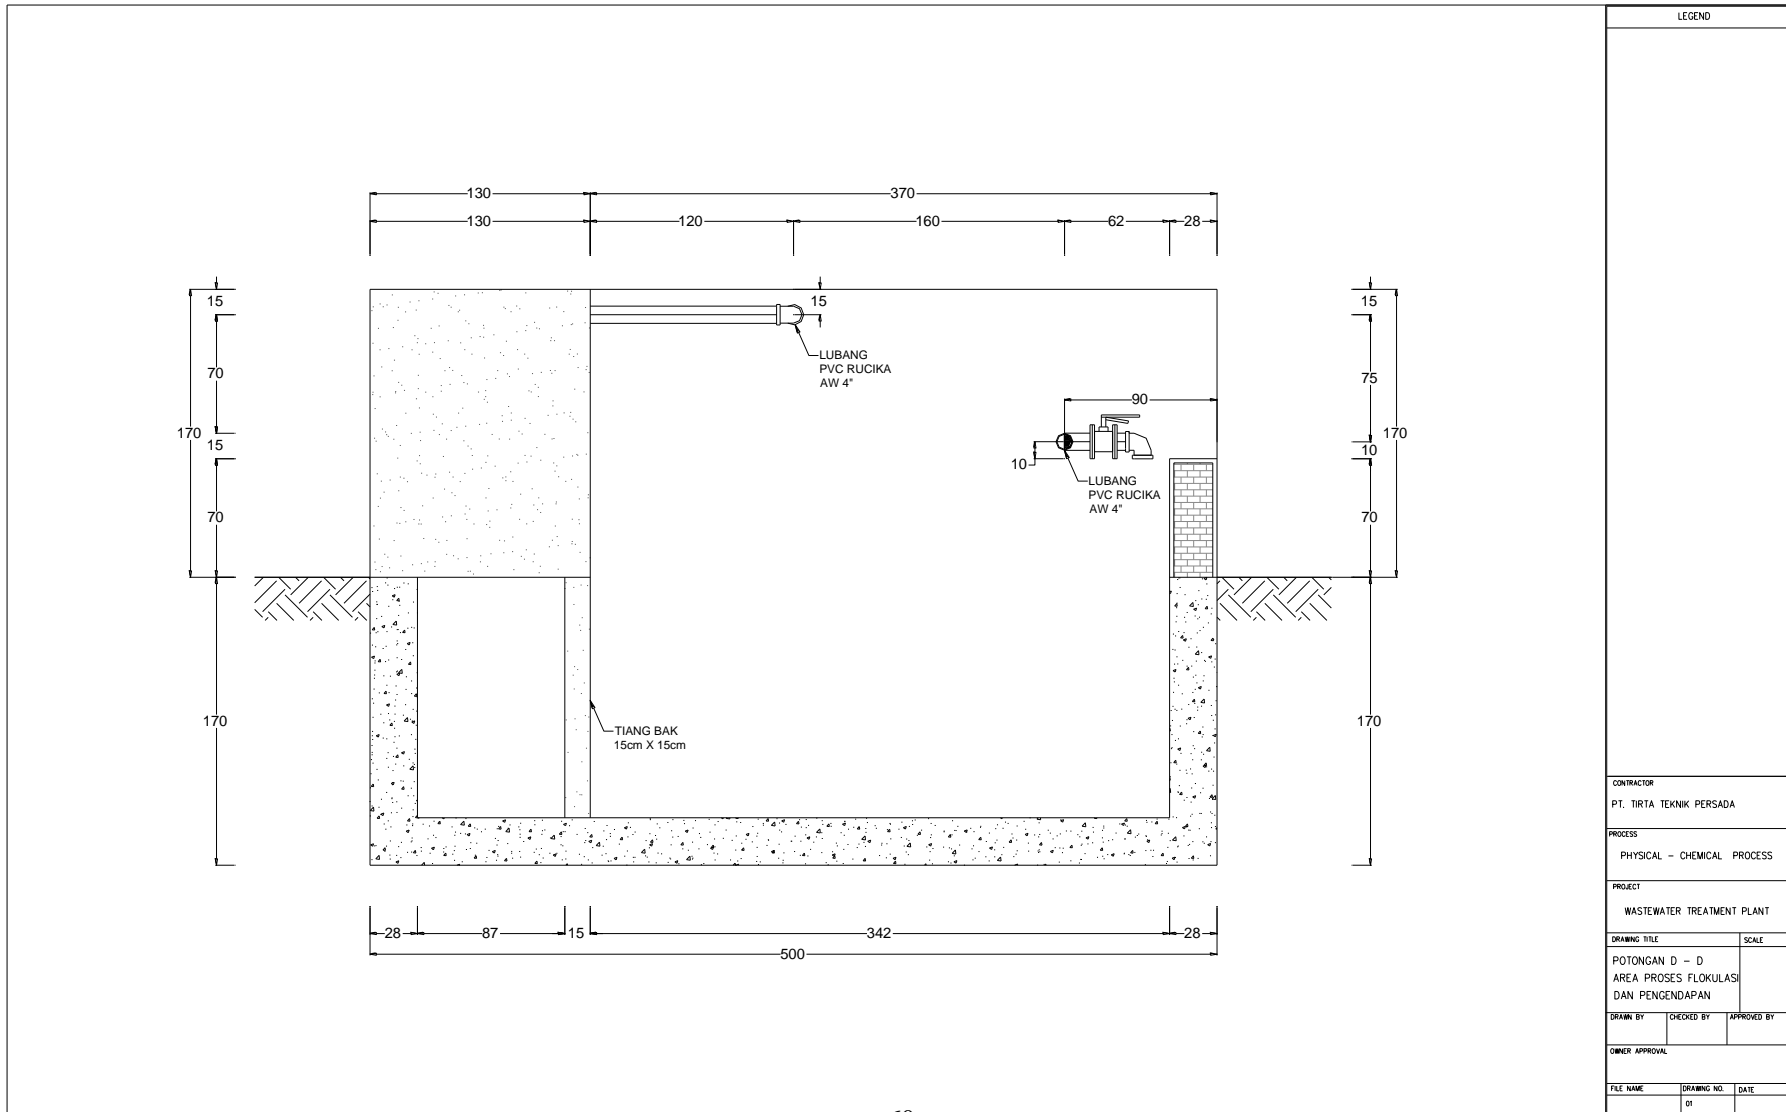 LEGEND
130
370
130
120
160
62
28
15
15
15
70
LUBANG
PVC RUCIKA
AW 4"
75
90
170
15
170
10
10
LUBANG
PVC RUCIKA
AW 4"
70
70
170
170
TIANG BAK
15cm X 15cm
28
87
15
342
28
500
CONTRACTOR
PT. TIRTA TEKNIK PERSADA
PROCESS
PHYSICAL - CHEMICAL PROCESS
PROJECT
WASTEWATER TREATMENT PLANT
DRAWING TITLE
SCALE
POTONGAN D - D
AREA PROSES FLOKULASI
DAN PENGENDAPAN
DRAWN BY
CHECKED BY
APPROVED BY
OWNER APPROVAL
FILE NAME
DRAWING NO.
DATE
01